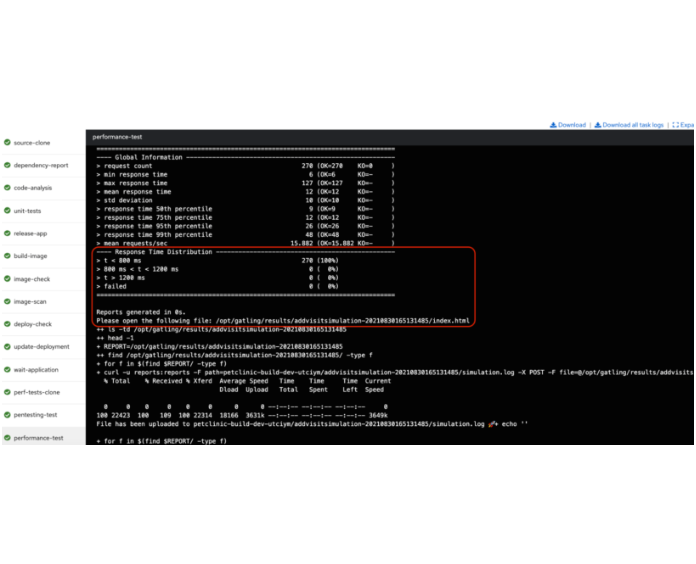 Download | Download all task logs | Expa
source-clone
dependency-report
code-analysis
unit-tests
release-app
build-image
image-check
image-scan
deploy-check
update-deployment
wait-application
perf-tests-clone
pentesting-test
performance-test
performance-test
================================================================================
---- Global Information --------------------------------------------------------
> request count 270 (OK=270 KO=0 )
> min response time 6 (OK=6 KO=- )
> max response time 127 (OK=127 KO=- )
> mean response time 12 (OK=12 KO=- )
> std deviation 10 (OK=10 KO=- )
> response time 50th percentile 9 (OK=9 KO=- )
> response time 75th percentile 12 (OK=12 KO=- )
> response time 95th percentile 26 (OK=26 KO=- )
> response time 99th percentile 48 (OK=48 KO=- )
> mean requests/sec 15.882 (OK=15.882 KO=- )
---- Response Time Distribution ------------------------------------------------
> t < 800 ms 270 (100%)
> 800 ms < t < 1200 ms 0 ( 0%)
> t > 1200 ms 0 ( 0%)
> failed 0 ( 0%)
================================================================================
Reports generated in 0s.
Please open the following file: /opt/gatling/results/addvisitsimulation-20210830165131485/index.html
++ ls -td /opt/gatling/results/addvisitsimulation-20210830165131485
++ head -1
+ REPORT=/opt/gatling/results/addvisitsimulation-20210830165131485
++ find /opt/gatling/results/addvisitsimulation-20210830165131485/ -type f
+ for f in $(find $REPORT/ -type f)
+ curl -u reports:reports -F path=petclinic-build-dev-utciym/addvisitsimulation-20210830165131485/simulation.log -X POST -F file=@/opt/gatling/results/addvisits
% Total % Received % Xferd Average Speed Time Time Time Current
Dload Upload Total Spent Left Speed
0 0 0 0 0 0 0 0 --:--:-- --:--:-- --:--:-- 0
100 22423 100 109 100 22314 18166 3631k --:--:-- --:--:-- --:--:-- 3649k
File has been uploaded to petclinic-build-dev-utciym/addvisitsimulation-20210830165131485/simulation.log 🚀+ echo ''
+ for f in $(find $REPORT/ -type f)